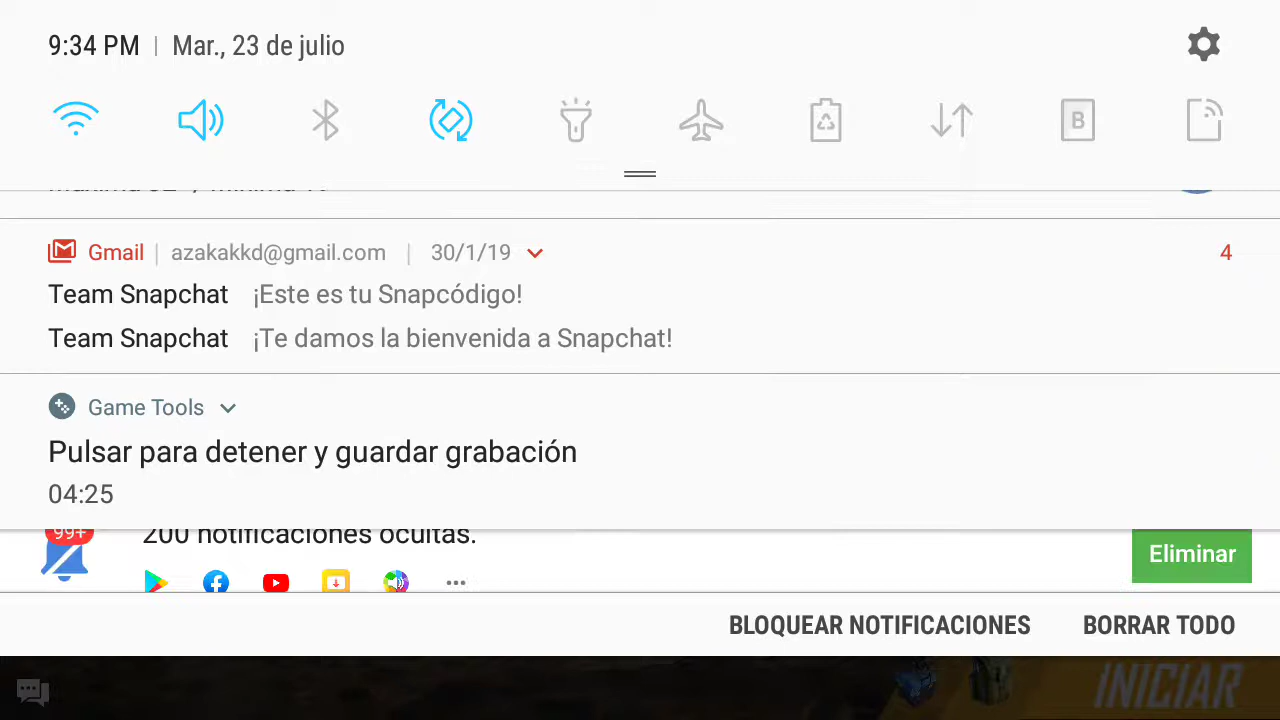 9:34 PM | Mar., 23 de julio
B
Gmail | azakakkd@gmail.com | 30/1/19
4
Team Snapchat ¡Este es tu Snapcódigo!
Team Snapchat ¡Te damos la bienvenida a Snapchat!
Game Tools
Pulsar para detener y guardar grabación
04:25
99+
200 notificaciones ocultas.
Eliminar
BLOQUEAR NOTIFICACIONES BORRAR TODO
INICIAR